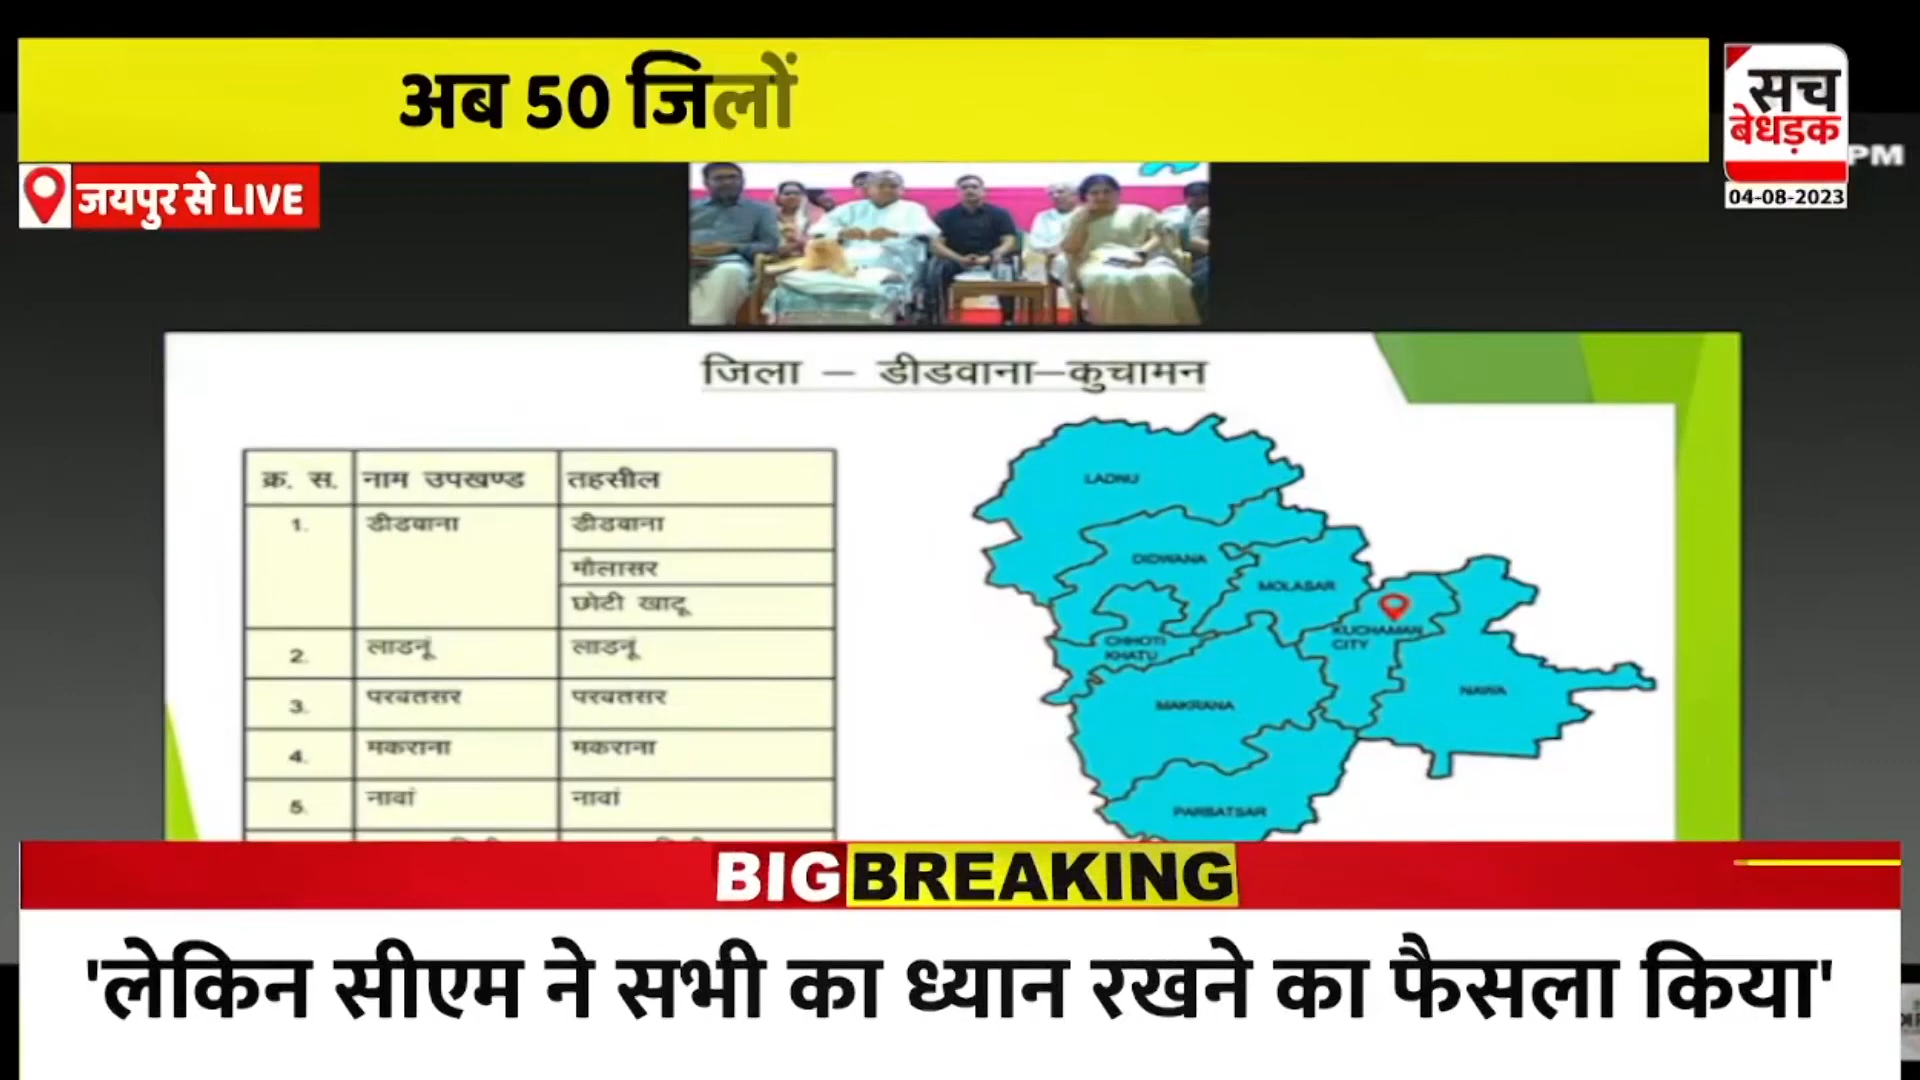 अब 50 जिलों
सच
बेधड़क
PM
04-08-2023
जयपुर से LIVE
जिला – डीडवाना–कुचामन
क्र. स. नाम उपखण्ड तहसील
1. डीडवाना डीडवाना
मौलासर
छोटी खाटू
2. लाडनूं लाडनूं
3. परबतसर परबतसर
4. मकराना मकराना
5. नावां नावां
LADNU
DIDWANA
MOLASAR
KUCHAMAN
CITY
CHHOTI
KHATU
NAWA
MAKRANA
PARBATSAR
BIG BREAKING
'लेकिन सीएम ने सभी का ध्यान रखने का फैसला किया'